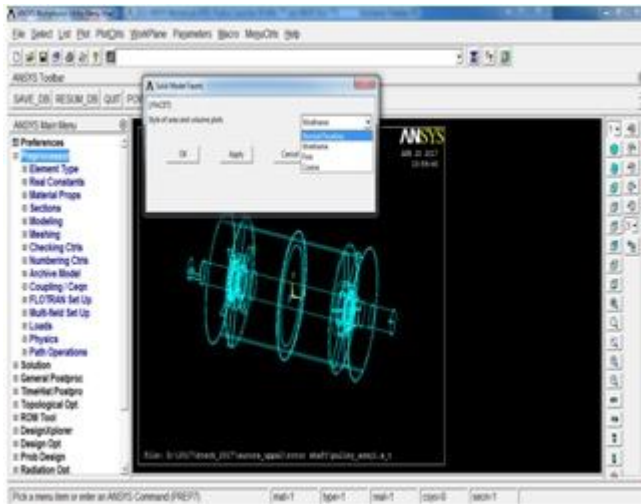 ANSYS Multiphysics Utility Menu
File Select List Plot PlotCtrls WorkPlane Parameters Macro MenuCtrls Help
ANSYS Toolbar
SAVE_DB RESUM_DB QUIT
ANSYS Main Menu
Preferences
Preprocessor
Element Type
Real Constants
Material Props
Sections
Modeling
Meshing
Checking Ctrls
Numbering Ctrls
Archive Model
Coupling / Ceqn
FLOTRAN Set Up
Multi-field Set Up
Loads
Physics
Path Operations
Solution
General Postproc
TimeHist Postpro
Topological Opt
ROM Tool
DesignXplorer
Design Opt
Prob Design
Radiation Opt
Solid Model Facets
[/FACET]
Style of area and volume plots
Wireframe
Normal Faceting
Wireframe
Fine
Coarse
OK Apply Cancel
ANSYS
2017
Pick a menu item or enter an ANSYS Command (PREP7)
mat=1 type=1 real=1 csys=0 secn=1